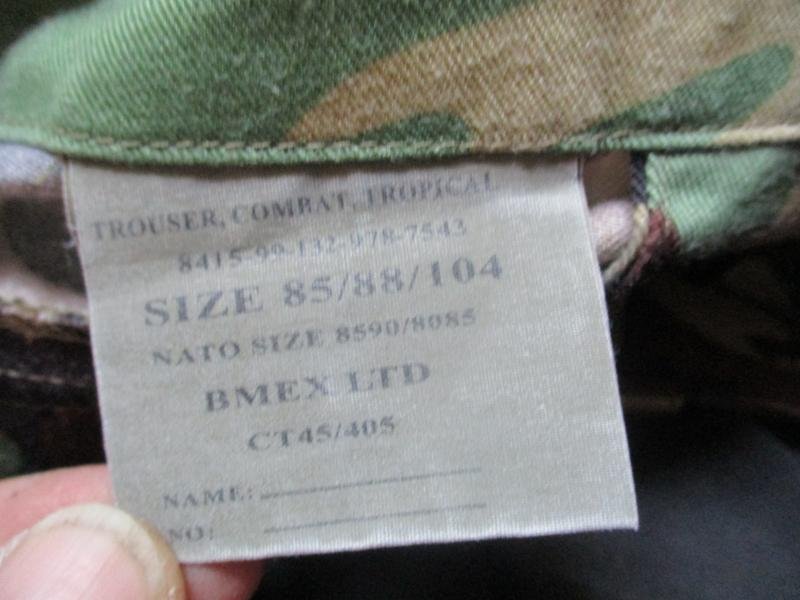 TROUSER, COMBAT, TROPICAL
8415-99-132-978-7543
SIZE 85/88/104
NATO SIZE 8590/8085
BMEX LTD
CT45/405
NAME:
NO: